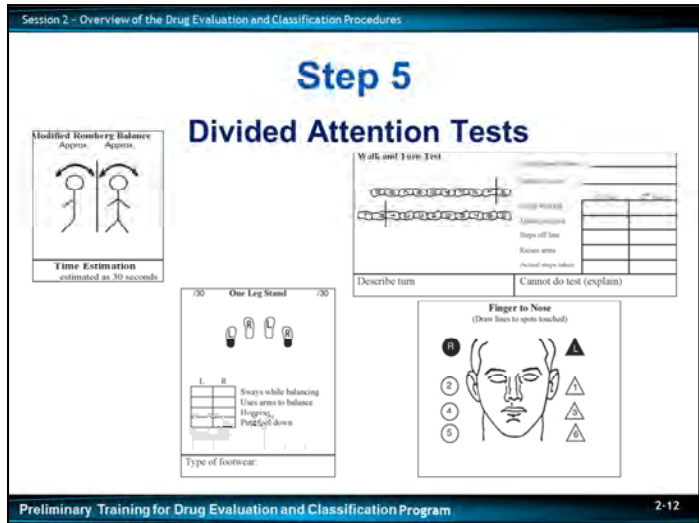 Session 2 - Overview of the Drug Evaluation and Classification Procedures
Step 5
Divided Attention Tests
Modified Romberg Balance
Approx. Approx.
Time Estimation
estimated as 30 seconds
Walk and Turn Test
Steps off line
Raises arms
Actual steps taken
Describe turn
Cannot do test (explain)
/30 One Leg Stand /30
L R
L R
L R
Sways while balancing
Uses arms to balance
Hopping
Puts foot down
Type of footwear:
Finger to Nose
(Draw lines to spots touched)
R L
2 1
4 3
5 6
Preliminary Training for Drug Evaluation and Classification Program
2-12